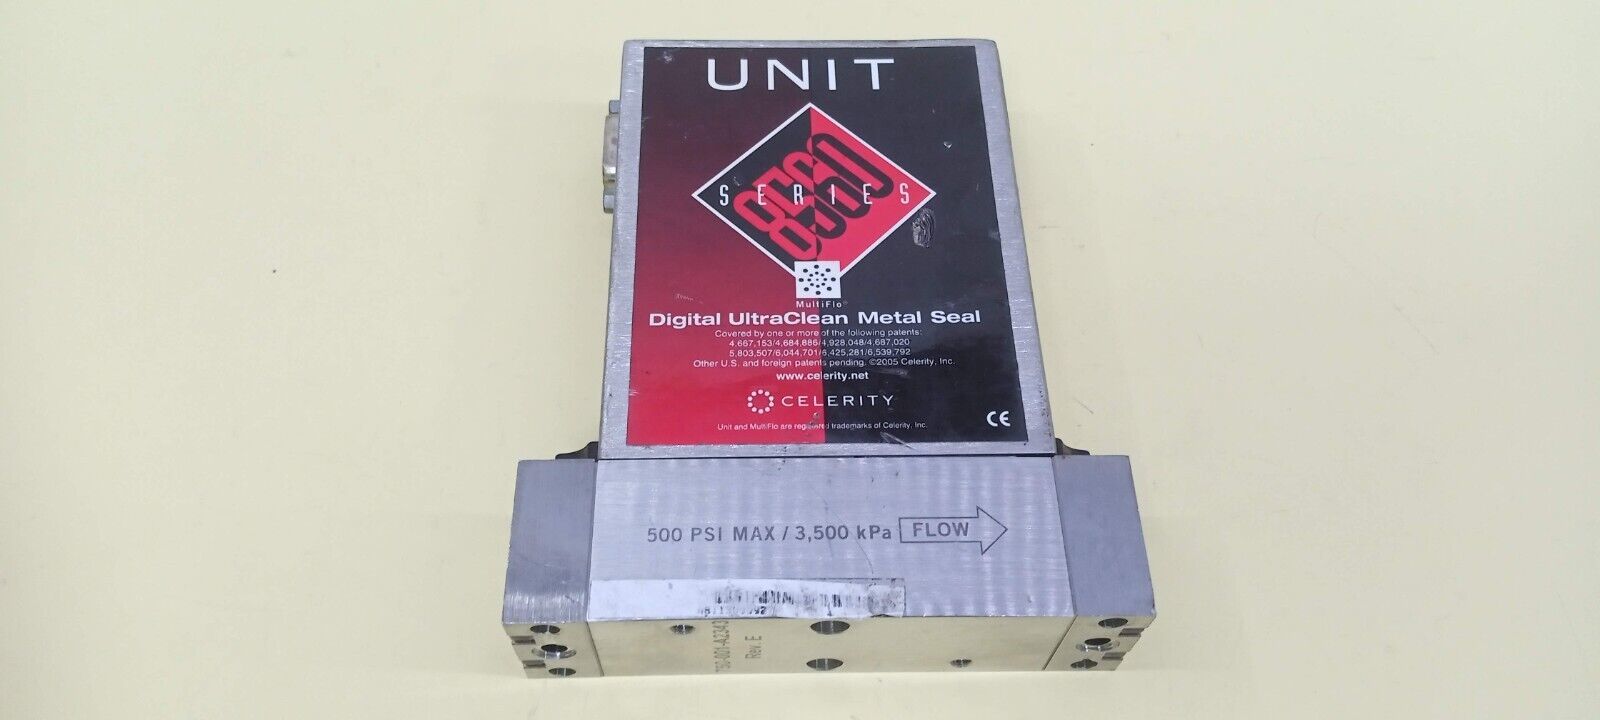 UNIT
8560
SERIES
MultiFlo®
Digital UltraClean Metal Seal
Covered by one or more of the following patents:
4,667,153/4,684,886/4,928,048/4,687,020
5,803,507/6,044,701/6,425,281/6,539,792
Other U.S. and foreign patents pending. ©2005 Celerity, Inc.
www.celerity.net
CELERITY
CE
Unit and MultiFlo are registered trademarks of Celerity, Inc.
500 PSI MAX / 3,500 kPa FLOW
Rev. E